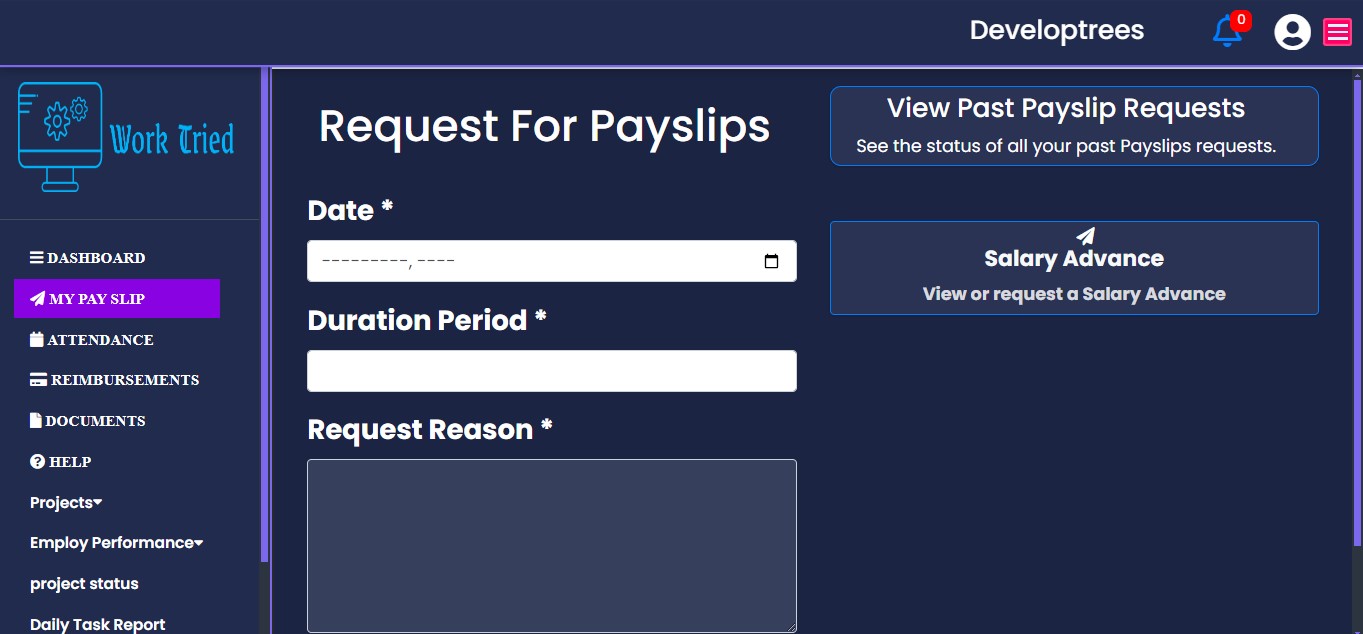 Developtrees
0
Work Tried
DASHBOARD
MY PAY SLIP
ATTENDANCE
REIMBURSEMENTS
DOCUMENTS
HELP
Projects
Employ Performance
project status
Daily Task Report
Request For Payslips
Date *
---------, ----
Duration Period *
Request Reason *
View Past Payslip Requests
See the status of all your past Payslips requests.
Salary Advance
View or request a Salary Advance